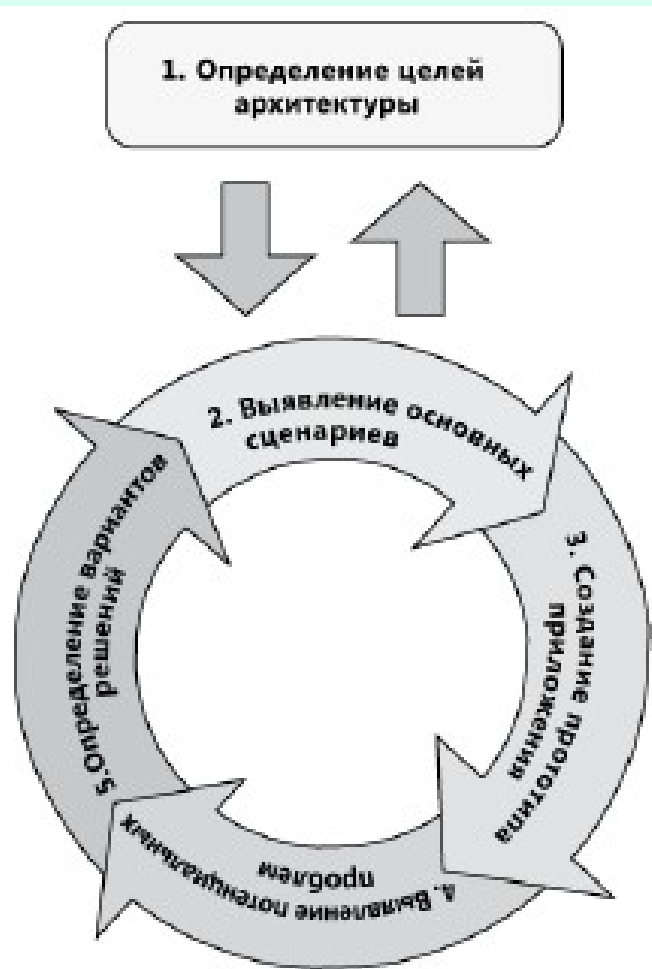 1. Определение целей
архитектуры
2. Выявление основных
сценариев
3. Создание прототипа
приложения
4. Выявление потенциальных
проблем
5.Определение вариантов
решений